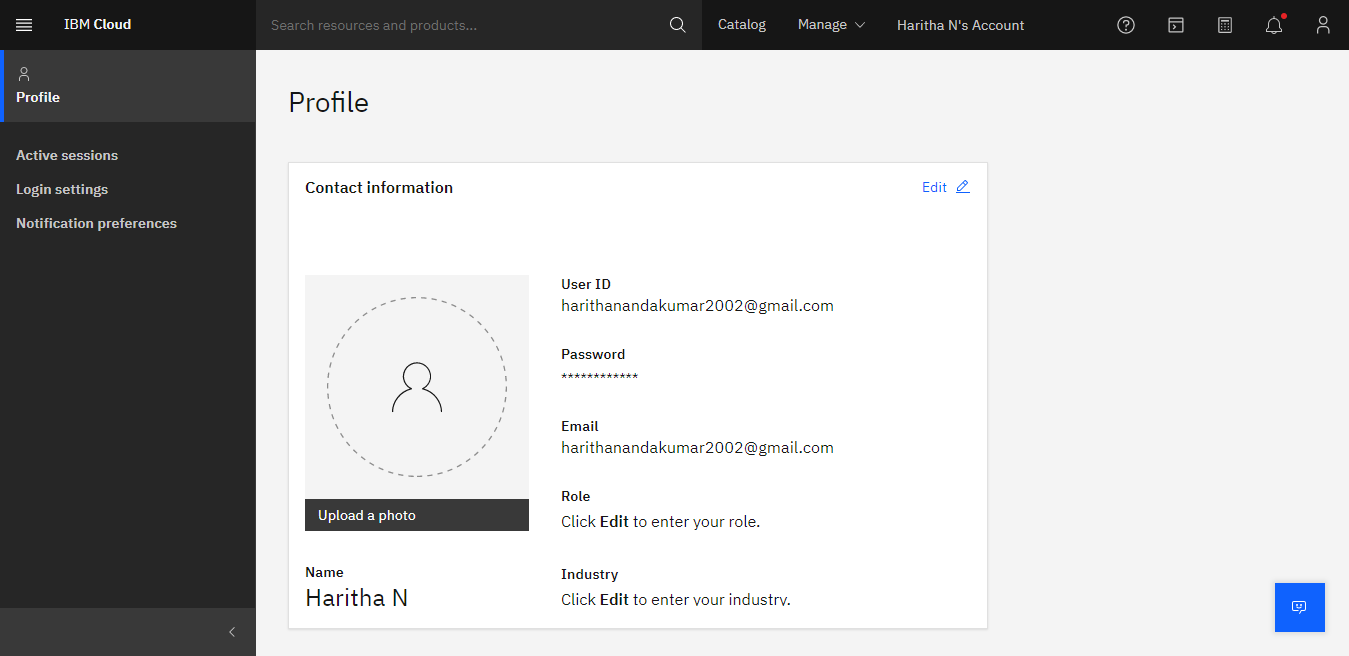 IBM Cloud
Search resources and products...
Catalog
Manage
Haritha N's Account
Profile
Active sessions
Login settings
Notification preferences
Profile
Contact information
Edit
Upload a photo
Name
Haritha N
User ID
harithanandakumar2002@gmail.com
Password
************
Email
harithanandakumar2002@gmail.com
Role
Click Edit to enter your role.
Industry
Click Edit to enter your industry.